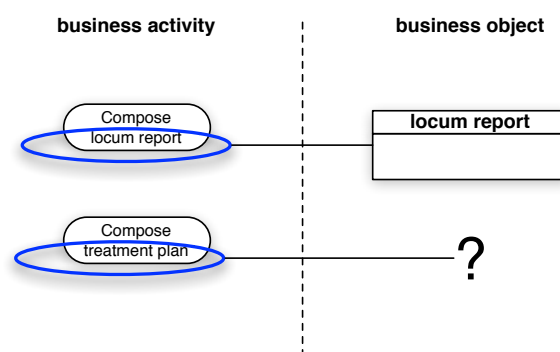 business activity
business object
Compose
locum report
locum report
Compose
treatment plan
?